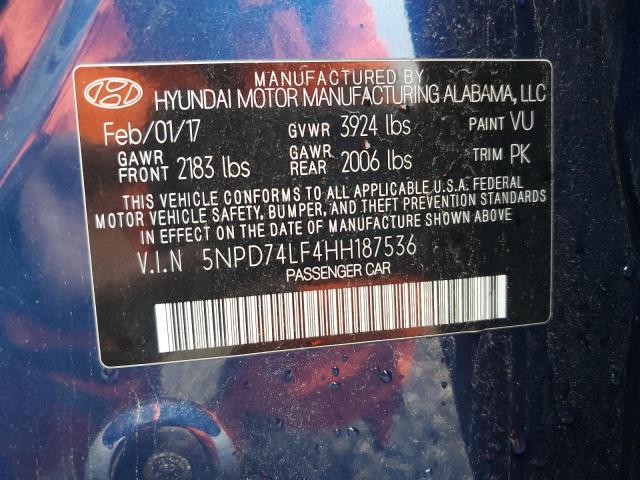 MANUFACTURED BY
HYUNDAI MOTOR MANUFACTURING ALABAMA, LLC
Feb/01/17 GVWR 3924 lbs PAINT VU
GAWR FRONT 2183 lbs GAWR REAR 2006 lbs TRIM PK
THIS VEHICLE CONFORMS TO ALL APPLICABLE U.S.A. FEDERAL
MOTOR VEHICLE SAFETY, BUMPER, AND THEFT PREVENTION STANDARDS
IN EFFECT ON THE DATE OF MANUFACTURE SHOWN ABOVE
V.I.N 5NPD74LF4HH187536
PASSENGER CAR